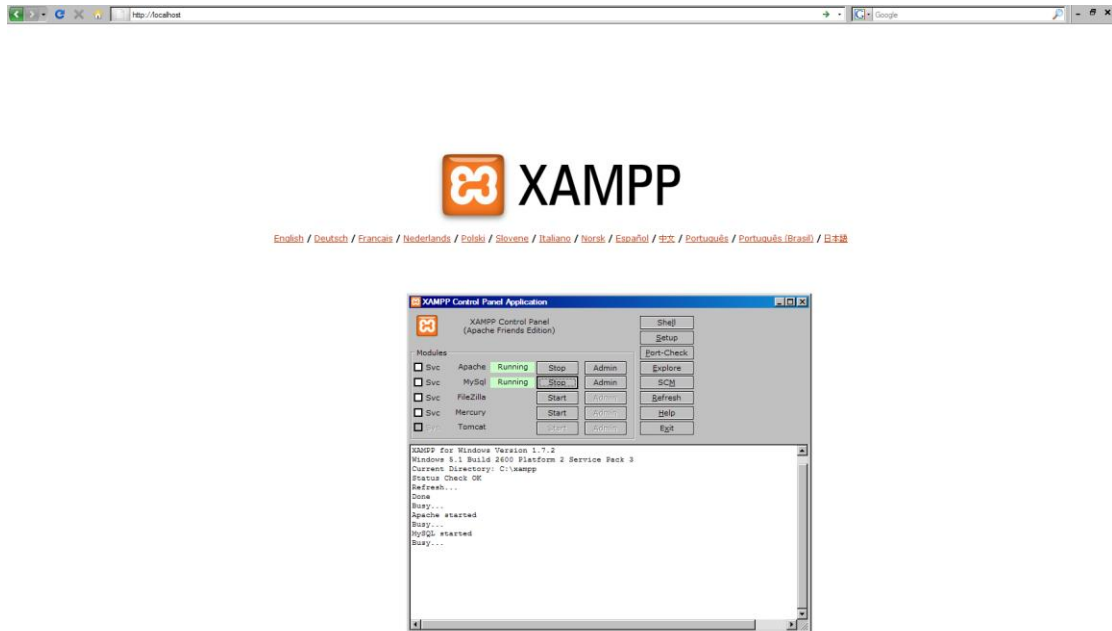 http://localhost
Google
XAMPP
English / Deutsch / Francais / Nederlands / Polski / Slovene / Italiano / Norsk / Español / 中文 / Português / Português (Brasil) / 日本語
XAMPP Control Panel Application
XAMPP Control Panel
(Apache Friends Edition)
Modules
Svc Apache Running Stop Admin
Svc MySql Running Stop Admin
Svc FileZilla Start Admin
Svc Mercury Start Admin
Svc Tomcat Start Admin
Shell
Setup
Port-Check
Explore
SCM
Refresh
Help
Exit
XAMPP for Windows Version 1.7.2
Windows 5.1 Build 2600 Platform 2 Service Pack 3
Current Directory: C:\xampp
Status Check OK
Refresh...
Done
Busy...
Apache started
Busy...
MySQL started
Busy...